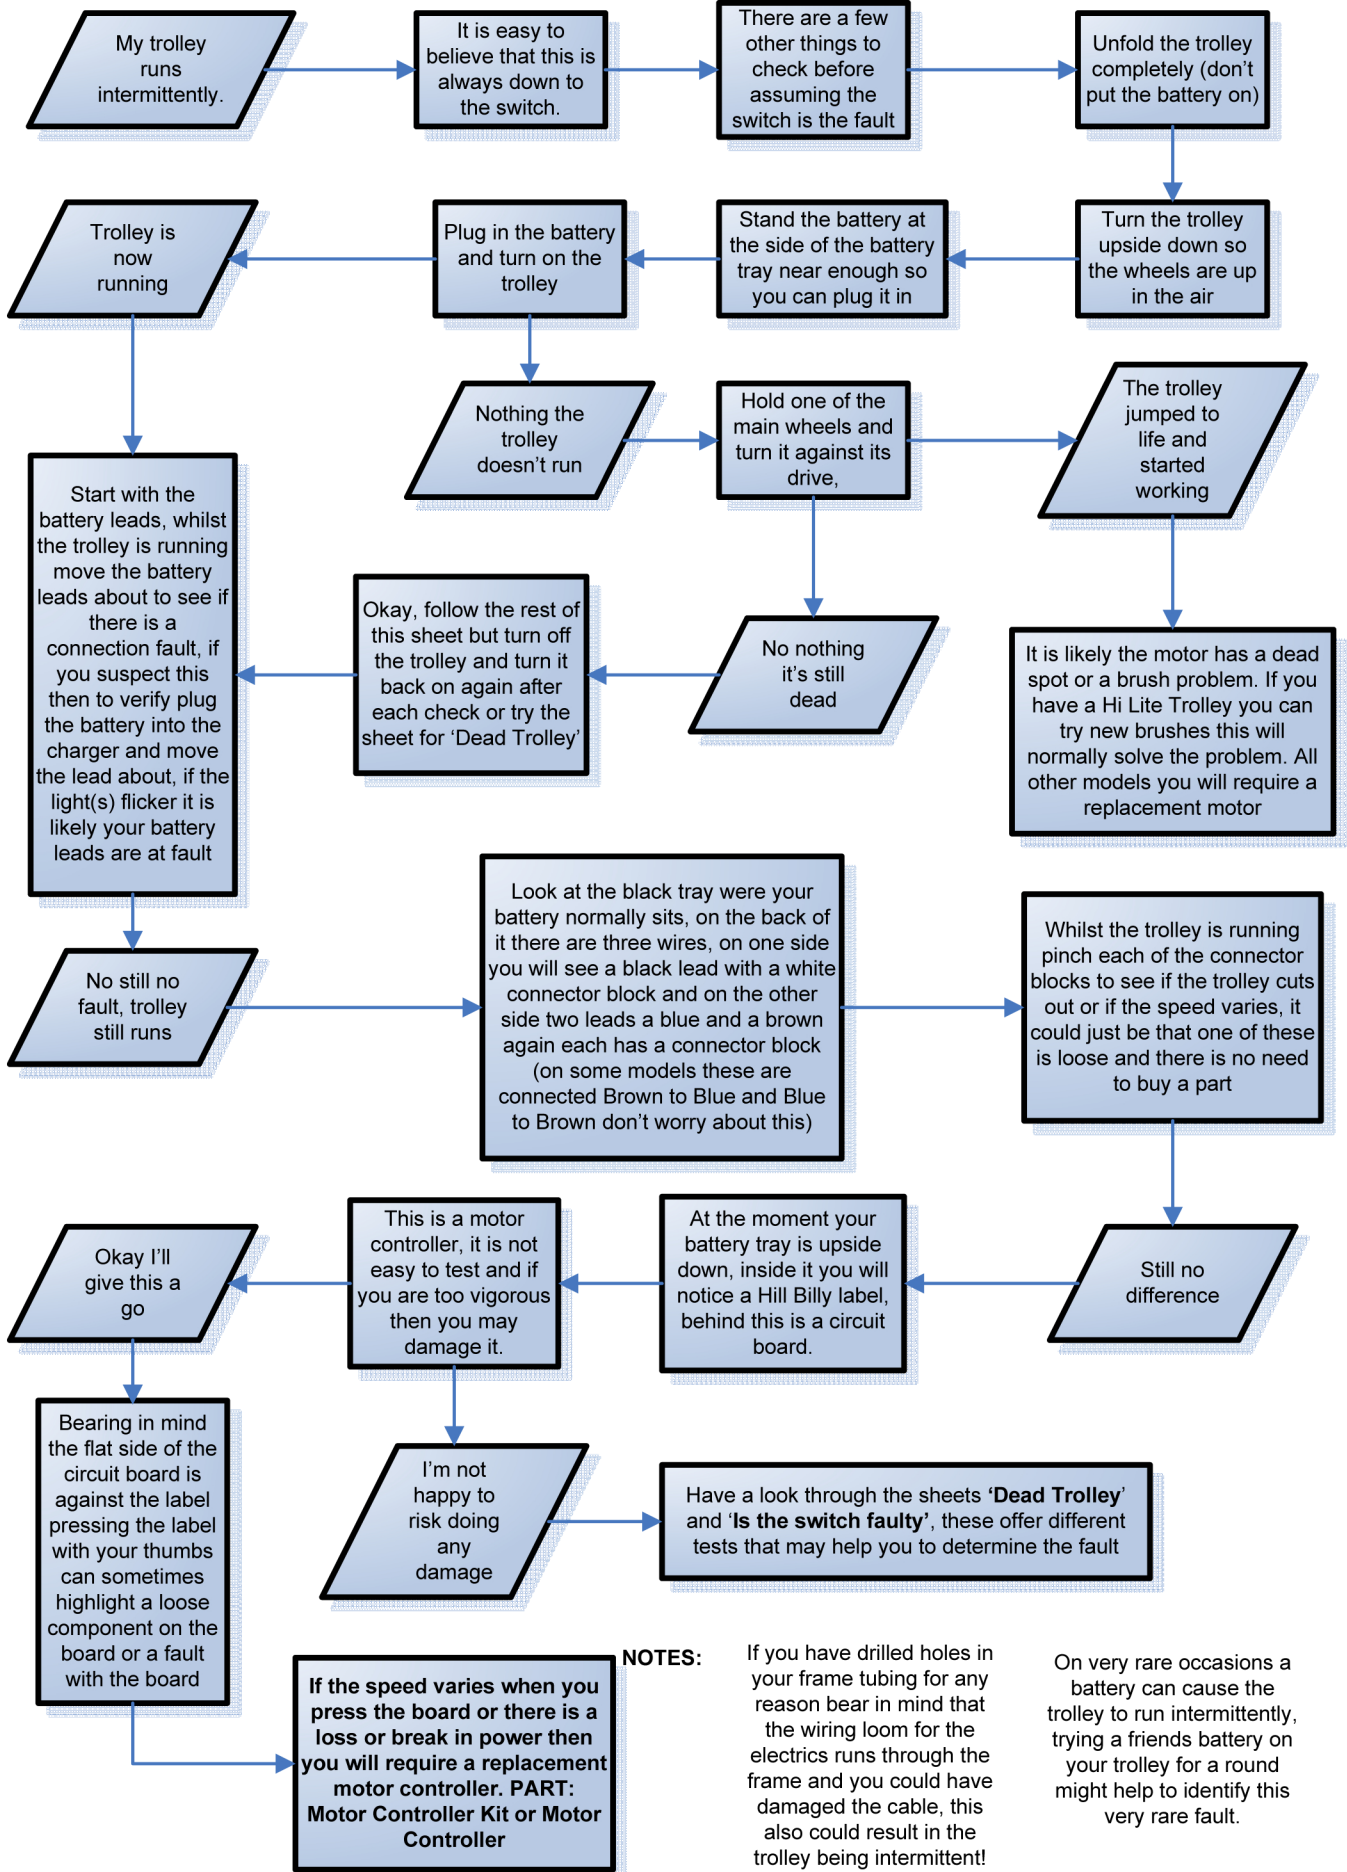 My trolley
runs
intermittently.
It is easy to
believe that this is
always down to
the switch.
There are a few
other things to
check before
assuming the
switch is the fault
Unfold the trolley
completely (don't
put the battery on)
Turn the trolley
upside down so
the wheels are up
in the air
Stand the battery at
the side of the battery
tray near enough so
you can plug it in
Plug in the battery
and turn on the
trolley
Trolley is
now
running
Nothing the
trolley
doesn't run
Hold one of the
main wheels and
turn it against its
drive,
The trolley
jumped to
life and
started
working
It is likely the motor has a dead
spot or a brush problem. If you
have a Hi Lite Trolley you can
try new brushes this will
normally solve the problem. All
other models you will require a
replacement motor
No nothing
it's still
dead
Okay, follow the rest of
this sheet but turn off
the trolley and turn it
back on again after
each check or try the
sheet for ‘Dead Trolley’
Start with the
battery leads, whilst
the trolley is running
move the battery
leads about to see if
there is a
connection fault, if
you suspect this
then to verify plug
the battery into the
charger and move
the lead about, if the
light(s) flicker it is
likely your battery
leads are at fault
No still no
fault, trolley
still runs
Look at the black tray were your
battery normally sits, on the back of
it there are three wires, on one side
you will see a black lead with a white
connector block and on the other
side two leads a blue and a brown
again each has a connector block
(on some models these are
connected Brown to Blue and Blue
to Brown don't worry about this)
Whilst the trolley is running
pinch each of the connector
blocks to see if the trolley cuts
out or if the speed varies, it
could just be that one of these
is loose and there is no need
to buy a part
Still no
difference
At the moment your
battery tray is upside
down, inside it you will
notice a Hill Billy label,
behind this is a circuit
board.
This is a motor
controller, it is not
easy to test and if
you are too vigorous
then you may
damage it.
Okay I'll
give this a
go
I'm not
happy to
risk doing
any
damage
Have a look through the sheets ‘Dead Trolley’
and ‘Is the switch faulty’, these offer different
tests that may help you to determine the fault
Bearing in mind
the flat side of the
circuit board is
against the label
pressing the label
with your thumbs
can sometimes
highlight a loose
component on the
board or a fault
with the board
If the speed varies when you
press the board or there is a
loss or break in power then
you will require a replacement
motor controller. PART:
Motor Controller Kit or Motor
Controller
NOTES:
If you have drilled holes in
your frame tubing for any
reason bear in mind that
the wiring loom for the
electrics runs through the
frame and you could have
damaged the cable, this
also could result in the
trolley being intermittent!
On very rare occasions a
battery can cause the
trolley to run intermittently,
trying a friends battery on
your trolley for a round
might help to identify this
very rare fault.